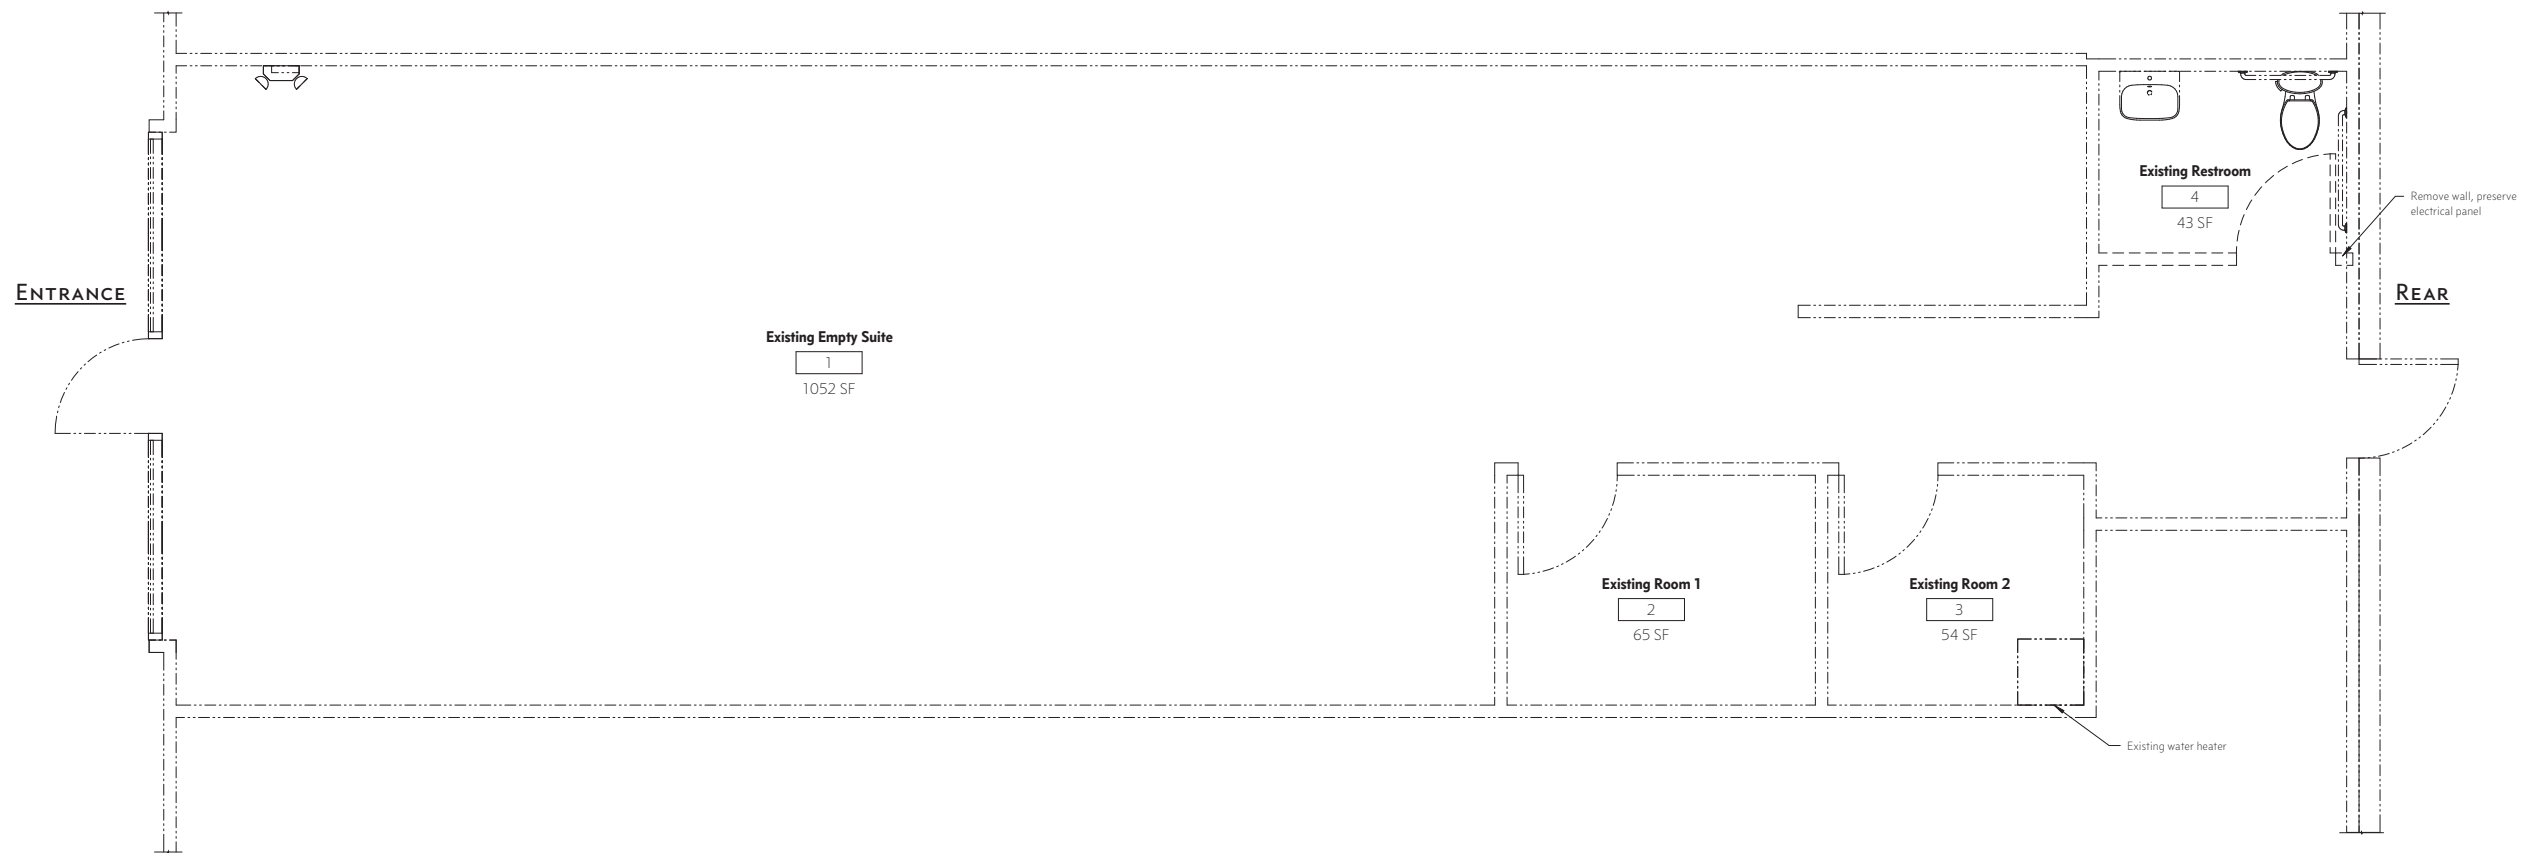 Existing Restroom
4
43 SF
Remove wall, preserve
electrical panel
ENTRANCE
REAR
Existing Empty Suite
1
1052 SF
Existing Room 1
2
65 SF
Existing Room 2
3
54 SF
Existing water heater